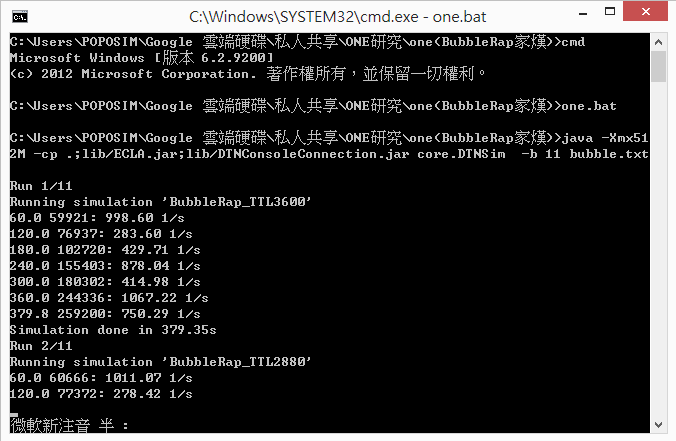 C:\Windows\SYSTEM32\cmd.exe - one.bat
C:\Users\POPOSIM\Google 雲端硬碟\私人共享\ONE研究\one(BubbleRap家熯)>cmd
Microsoft Windows [版本 6.2.9200]
(c) 2012 Microsoft Corporation. 著作權所有，並保留一切權利。
C:\Users\POPOSIM\Google 雲端硬碟\私人共享\ONE研究\one(BubbleRap家熯)>one.bat
C:\Users\POPOSIM\Google 雲端硬碟\私人共享\ONE研究\one(BubbleRap家熯)>java -Xmx51
2M -cp .;lib/ECLA.jar;lib/DTNConsoleConnection.jar core.DTNSim  -b 11 bubble.txt
Run 1/11
Running simulation 'BubbleRap_TTL3600'
60.0 59921: 998.60 1/s
120.0 76937: 283.60 1/s
180.0 102720: 429.71 1/s
240.0 155403: 878.04 1/s
300.0 180302: 414.98 1/s
360.0 244336: 1067.22 1/s
379.8 259200: 750.29 1/s
Simulation done in 379.35s
Run 2/11
Running simulation 'BubbleRap_TTL2880'
60.0 60666: 1011.07 1/s
120.0 77372: 278.42 1/s
微軟新注音 半 :